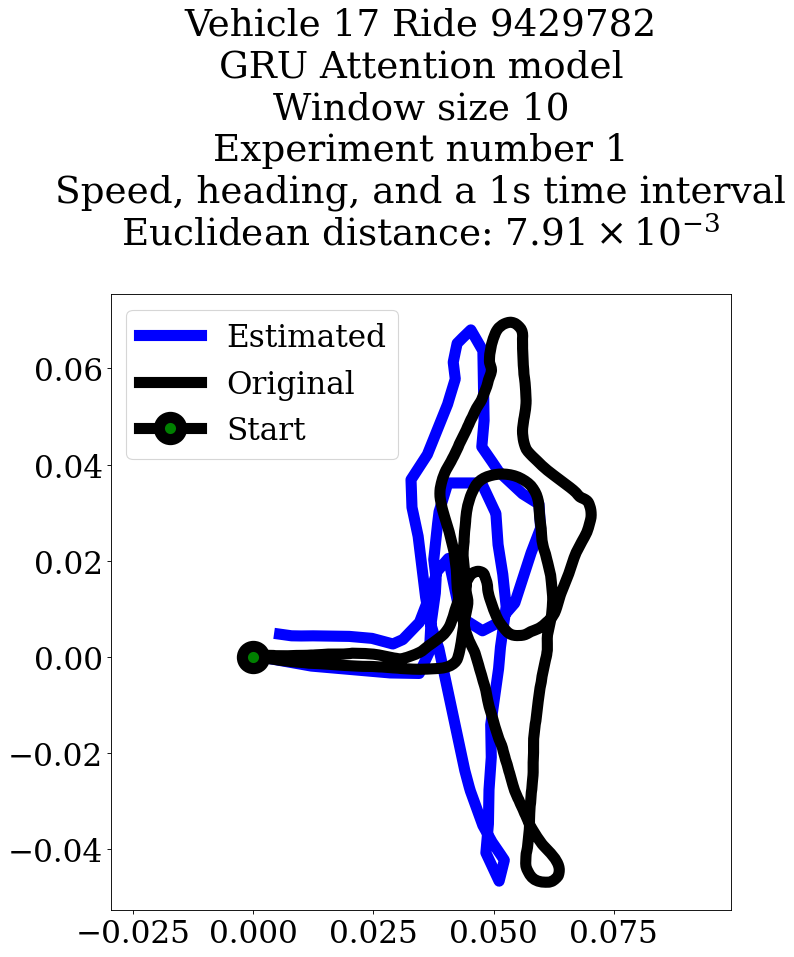 Vehicle 17 Ride 9429782
GRU Attention model
Window size 10
Experiment number 1
Speed, heading, and a 1s time interval
Euclidean distance: 7.91 × 10⁻³
Estimated
Original
Start
0.06
0.04
0.02
0.00
−0.02
−0.04
−0.025 0.000 0.025 0.050 0.075